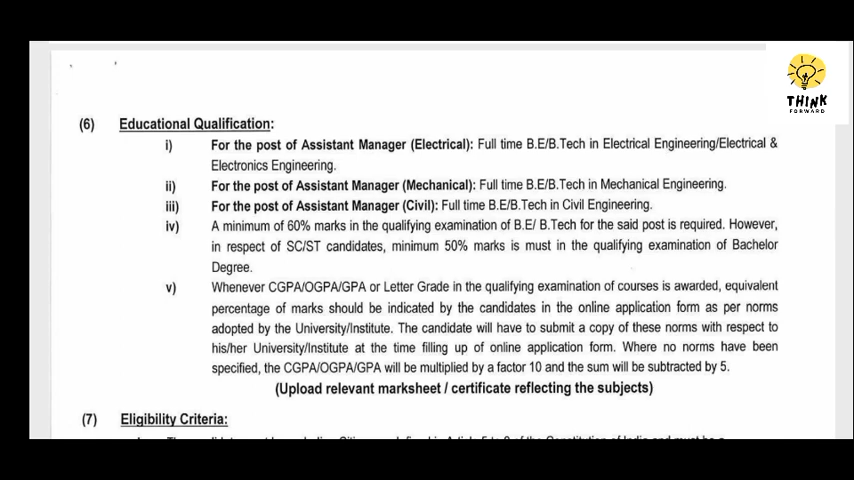 THINK
FORWARD
(6) Educational Qualification:
i) For the post of Assistant Manager (Electrical): Full time B.E/B.Tech in Electrical Engineering/Electrical &
Electronics Engineering.
ii) For the post of Assistant Manager (Mechanical): Full time B.E/B.Tech in Mechanical Engineering.
iii) For the post of Assistant Manager (Civil): Full time B.E/B.Tech in Civil Engineering.
iv) A minimum of 60% marks in the qualifying examination of B.E/ B.Tech for the said post is required. However,
in respect of SC/ST candidates, minimum 50% marks is must in the qualifying examination of Bachelor
Degree.
v) Whenever CGPA/OGPA/GPA or Letter Grade in the qualifying examination of courses is awarded, equivalent
percentage of marks should be indicated by the candidates in the online application form as per norms
adopted by the University/Institute. The candidate will have to submit a copy of these norms with respect to
his/her University/Institute at the time filling up of online application form. Where no norms have been
specified, the CGPA/OGPA/GPA will be multiplied by a factor 10 and the sum will be subtracted by 5.
(Upload relevant marksheet / certificate reflecting the subjects)
(7) Eligibility Criteria: